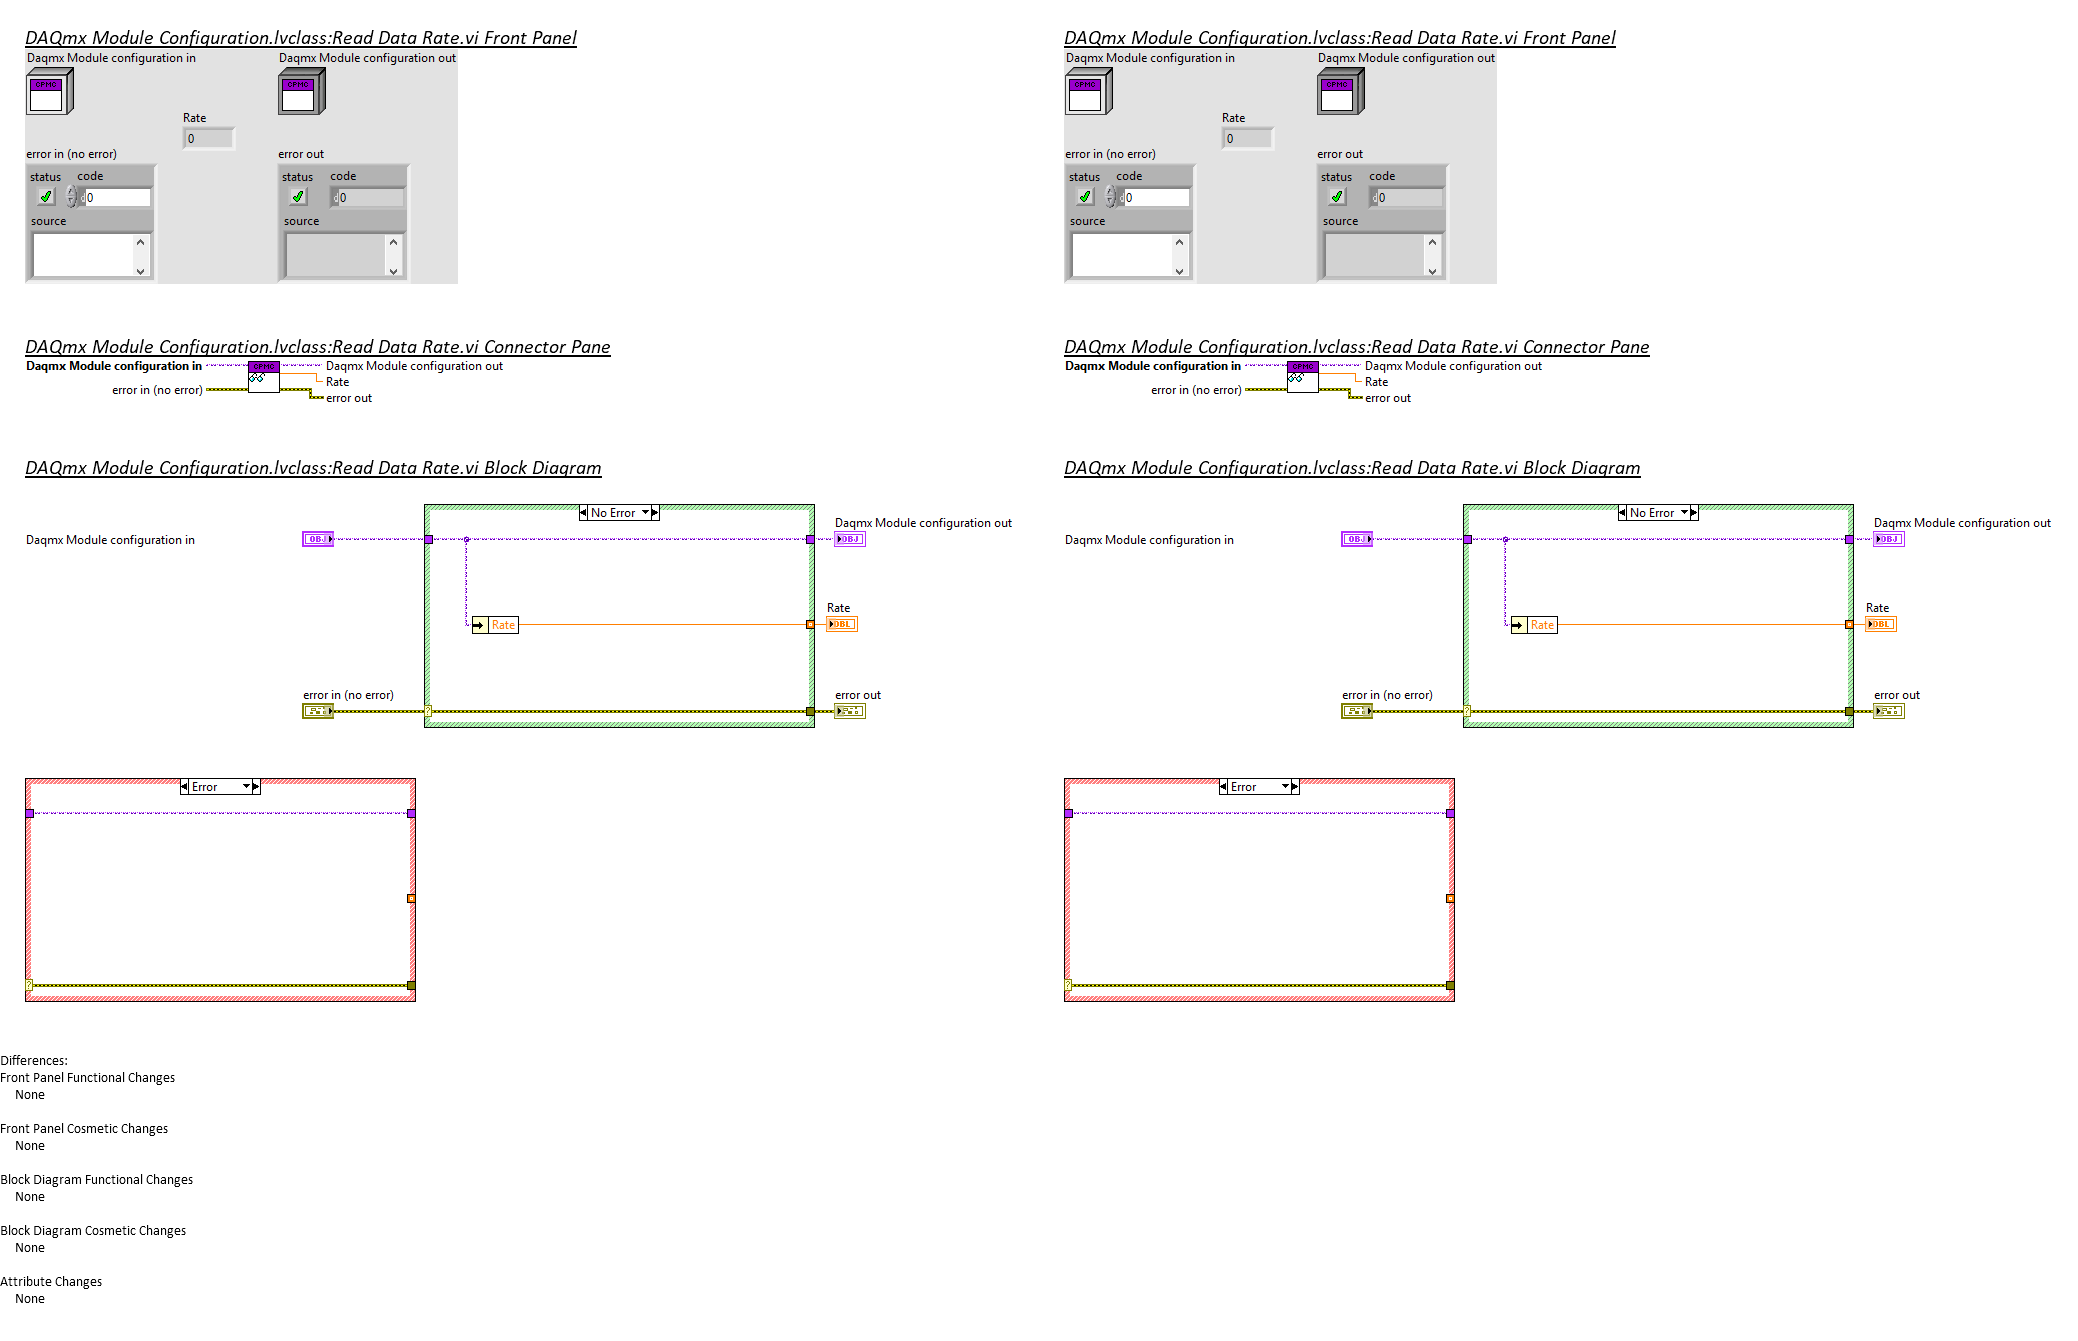 DAQmx Module Configuration.lvclass:Read Data Rate.vi Front Panel
Daqmx Module configuration in
Daqmx Module configuration out
CPMC
CPMC
Rate
0
error in (no error)
error out
status code
0
status code
0
source
source
DAQmx Module Configuration.lvclass:Read Data Rate.vi Connector Pane
Daqmx Module configuration in
CPMC
Daqmx Module configuration out
Rate
error in (no error)
error out
DAQmx Module Configuration.lvclass:Read Data Rate.vi Block Diagram
No Error
Daqmx Module configuration in
OBJ
Daqmx Module configuration out
OBJ
Rate
Rate
DBL
error in (no error)
error out
?
Error
?
DAQmx Module Configuration.lvclass:Read Data Rate.vi Front Panel
Daqmx Module configuration in
Daqmx Module configuration out
CPMC
CPMC
Rate
0
error in (no error)
error out
status code
0
status code
0
source
source
DAQmx Module Configuration.lvclass:Read Data Rate.vi Connector Pane
Daqmx Module configuration in
CPMC
Daqmx Module configuration out
Rate
error in (no error)
error out
DAQmx Module Configuration.lvclass:Read Data Rate.vi Block Diagram
No Error
Daqmx Module configuration in
OBJ
Daqmx Module configuration out
OBJ
Rate
Rate
DBL
error in (no error)
error out
?
Error
?
Differences:
Front Panel Functional Changes
None
Front Panel Cosmetic Changes
None
Block Diagram Functional Changes
None
Block Diagram Cosmetic Changes
None
Attribute Changes
None